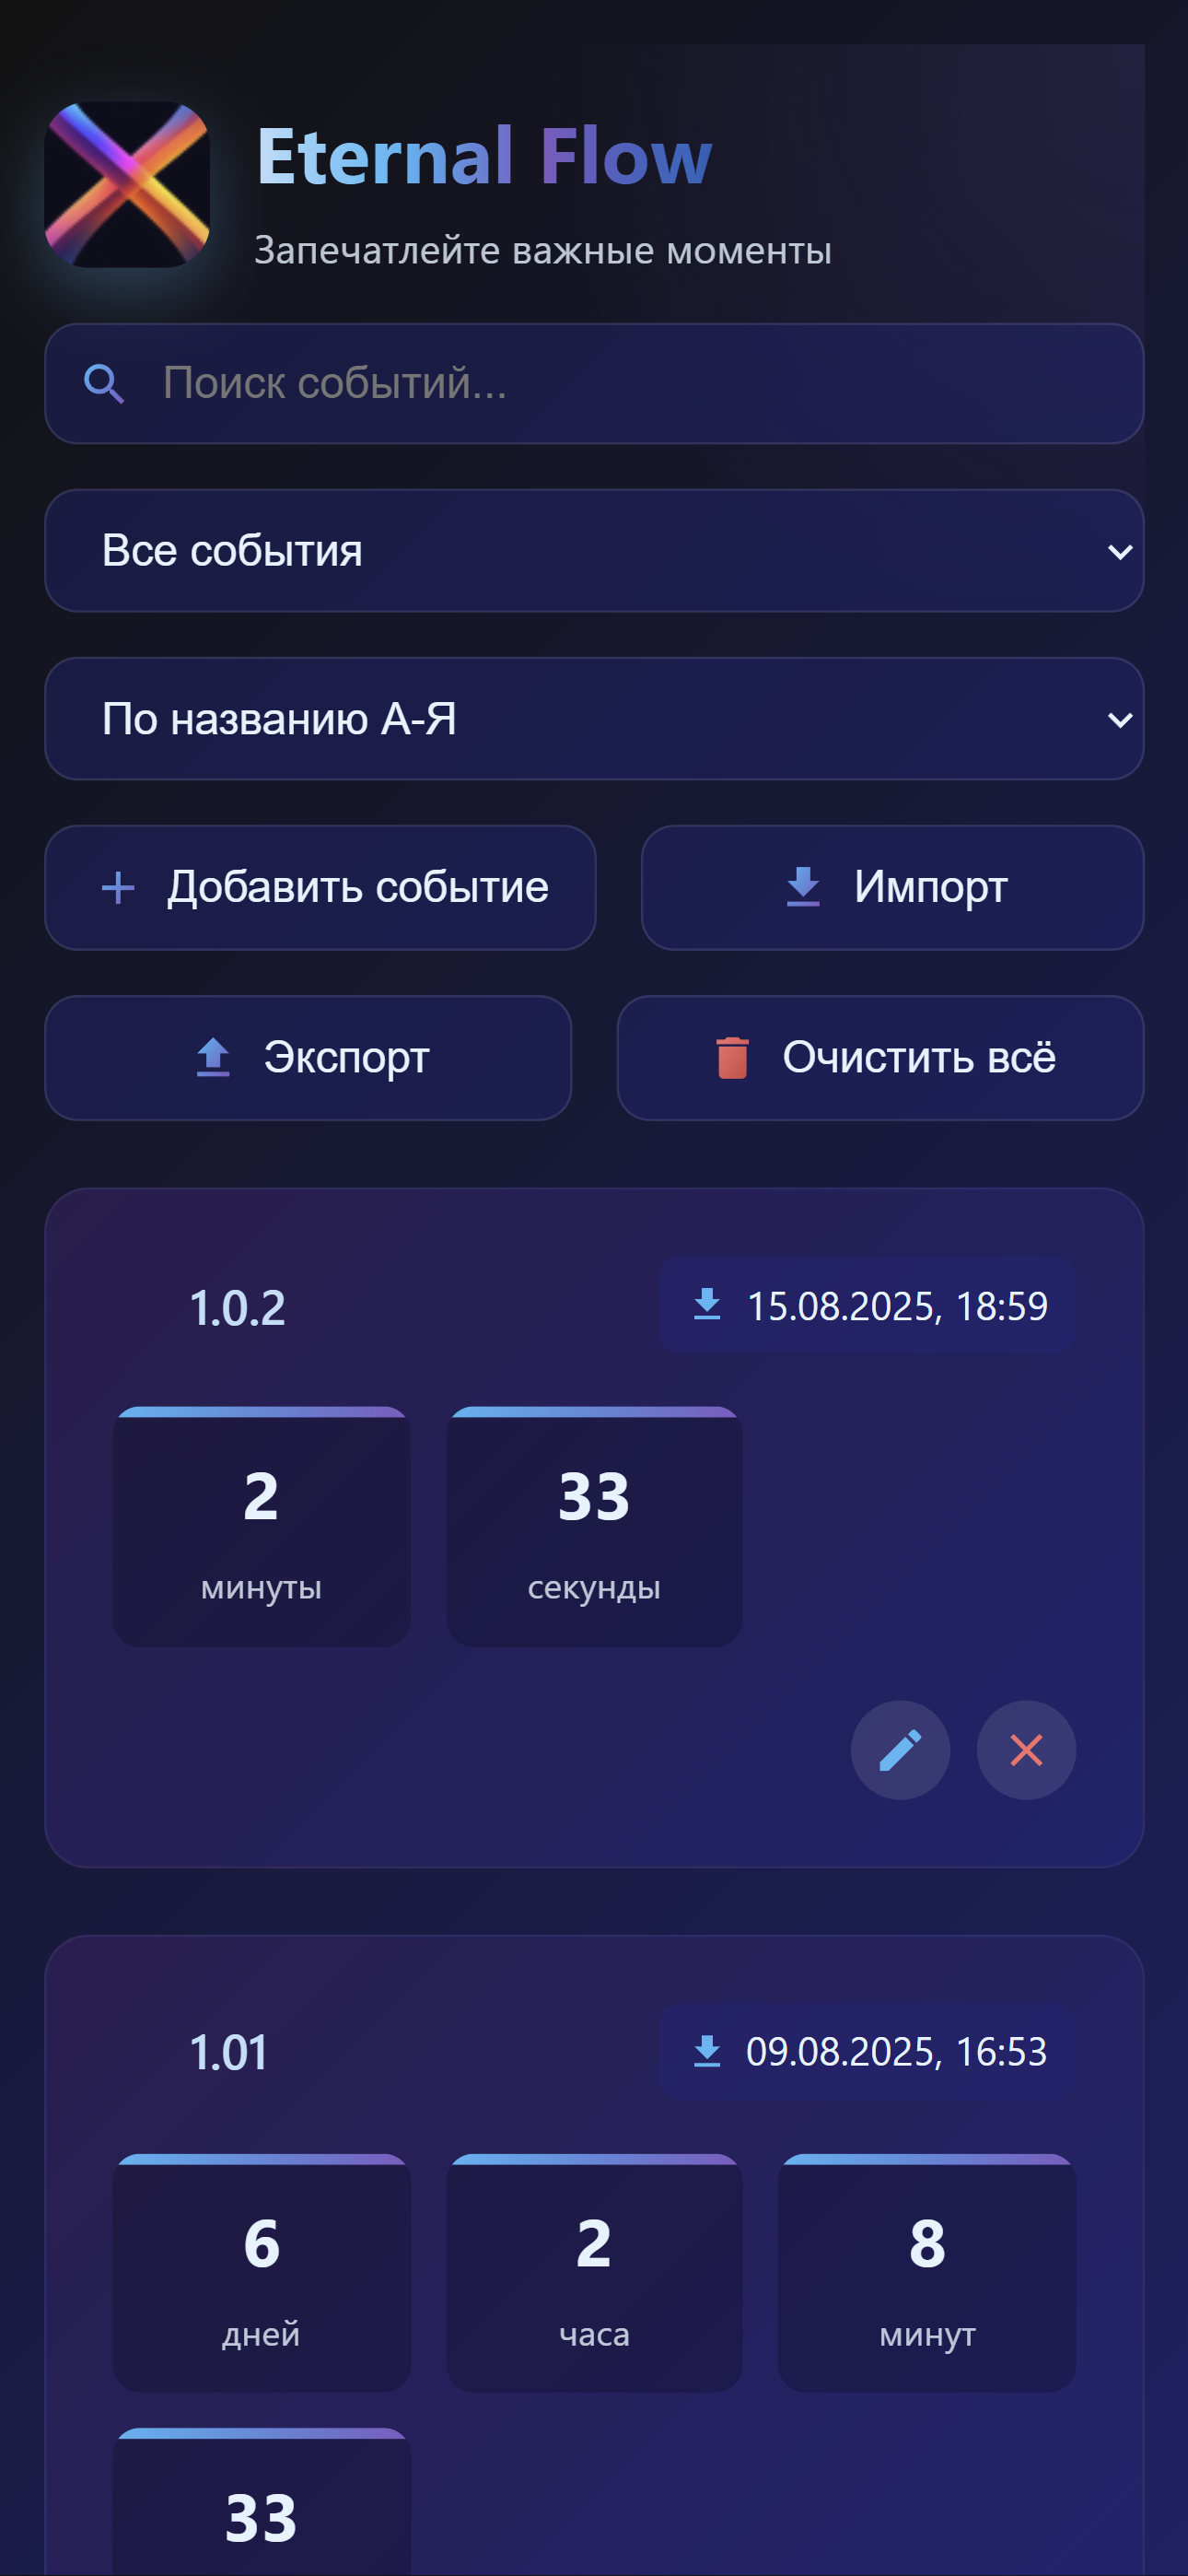 Eternal Flow
Запечатлейте важные моменты
Поиск событий...
Все события
По названию А-Я
Добавить событие
Импорт
Экспорт
Очистить всё
1.0.2
15.08.2025, 18:59
2
33
минуты
секунды
1.01
09.08.2025, 16:53
6
2
8
дней
часа
минут
33